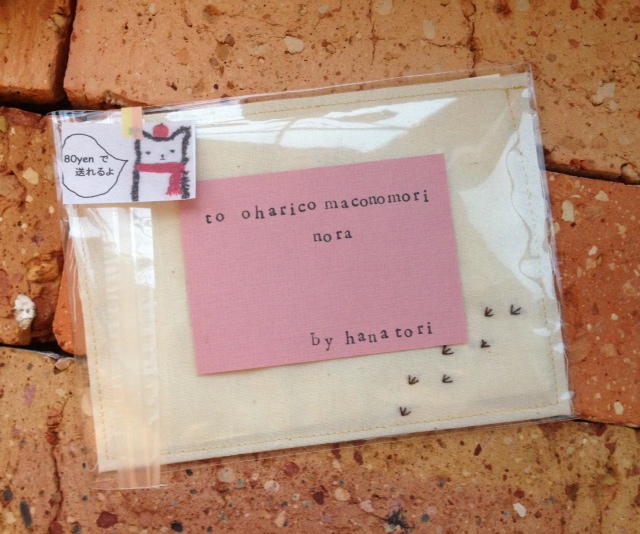 80yen で
送れるよ
to oharico maconomori
nora
by hanatori